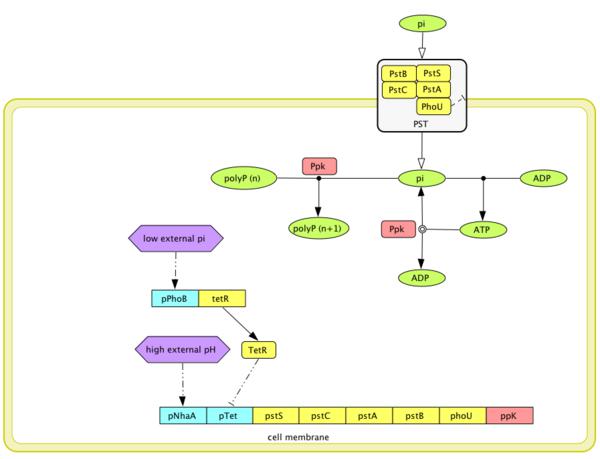 pi
PstB PstS
PstC PstA
PhoU
PST
Ppk
polyP (n) pi ADP
polyP (n+1) Ppk ATP
low external pi
ADP
pPhoB tetR
high external pH TetR
pNhaA pTet pstS pstC pstA pstB phoU ppK
cell membrane